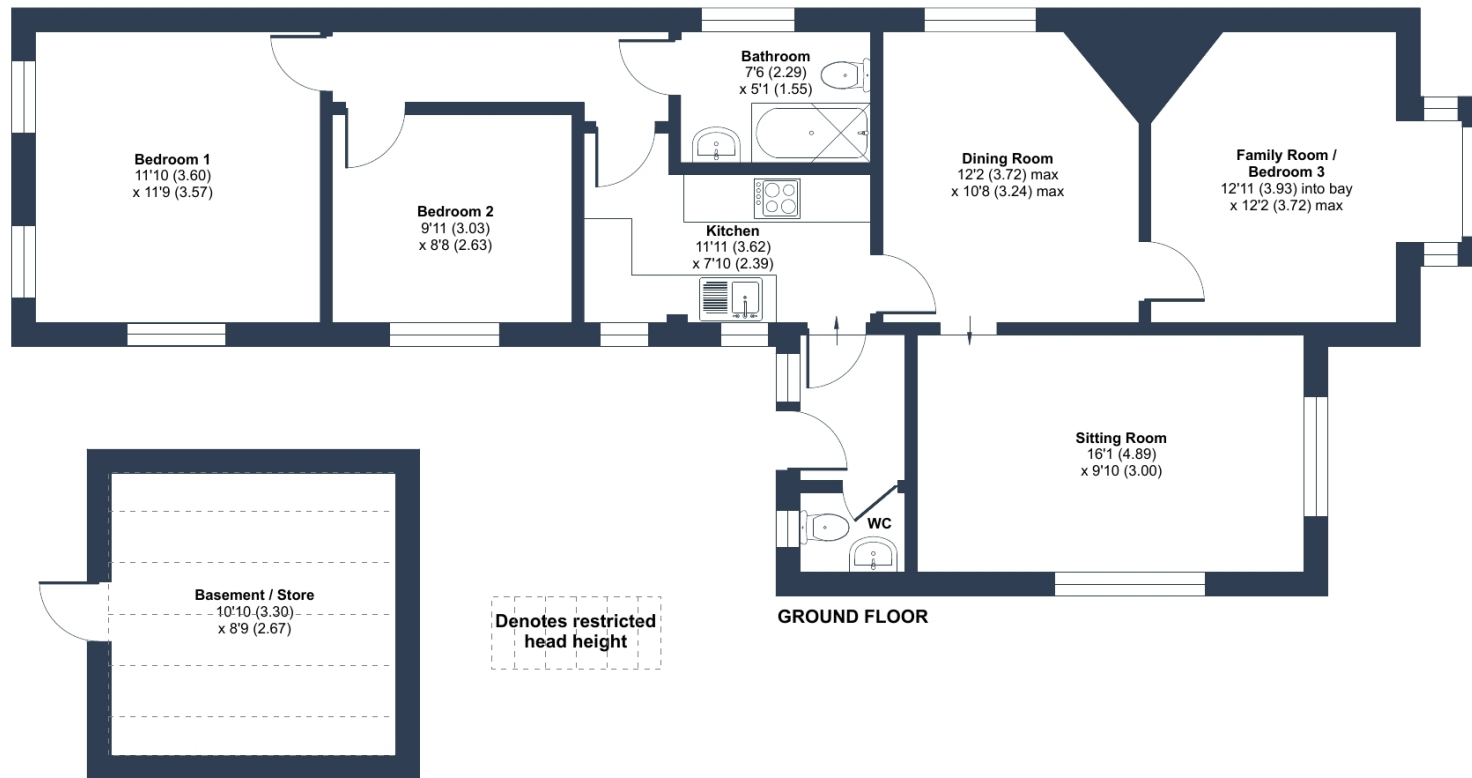 Bathroom
7'6 (2.29)
x 5'1 (1.55)
Bedroom 1
11'10 (3.60)
x 11'9 (3.57)
Dining Room
12'2 (3.72) max
x 10'8 (3.24) max
Family Room /
Bedroom 3
12'11 (3.93) into bay
x 12'2 (3.72) max
Bedroom 2
9'11 (3.03)
x 8'8 (2.63)
Kitchen
11'11 (3.62)
x 7'10 (2.39)
Sitting Room
16'1 (4.89)
x 9'10 (3.00)
WC
Basement / Store
10'10 (3.30)
x 8'9 (2.67)
Denotes restricted
head height
GROUND FLOOR